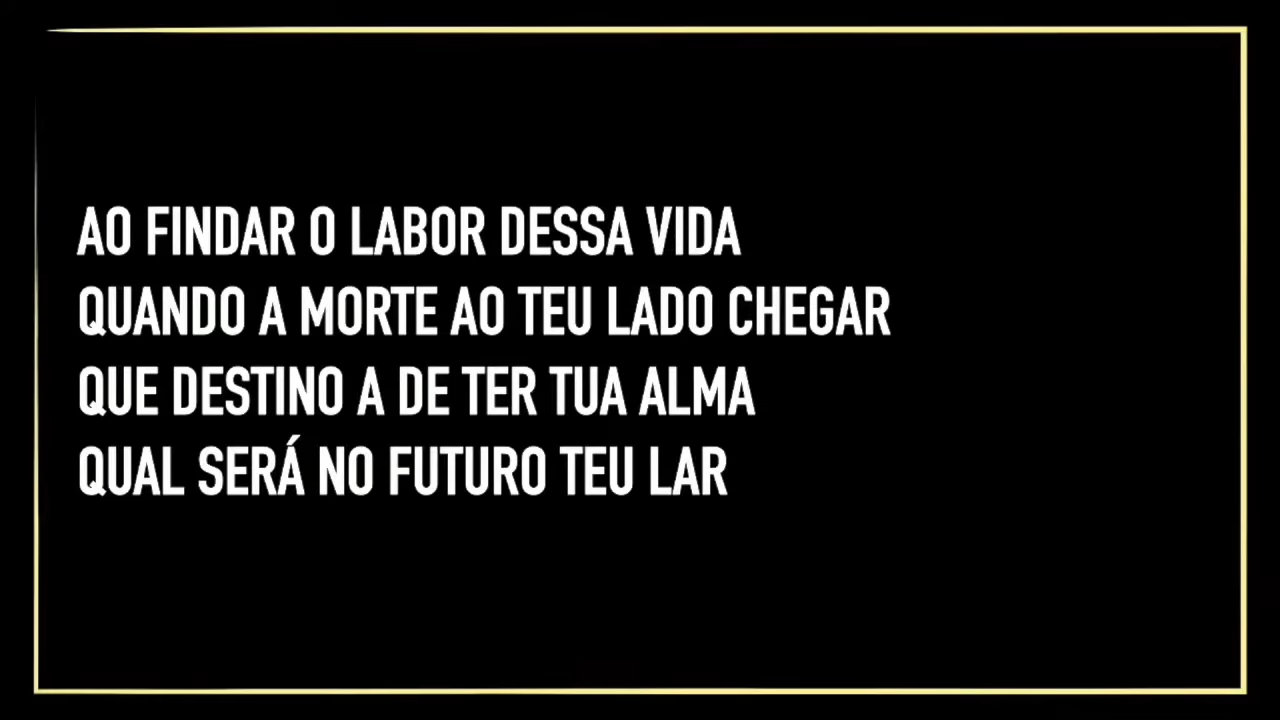 AO FINDAR O LABOR DESSA VIDA
QUANDO A MORTE AO TEU LADO CHEGAR
QUE DESTINO A DE TER TUA ALMA
QUAL SERÁ NO FUTURO TEU LAR